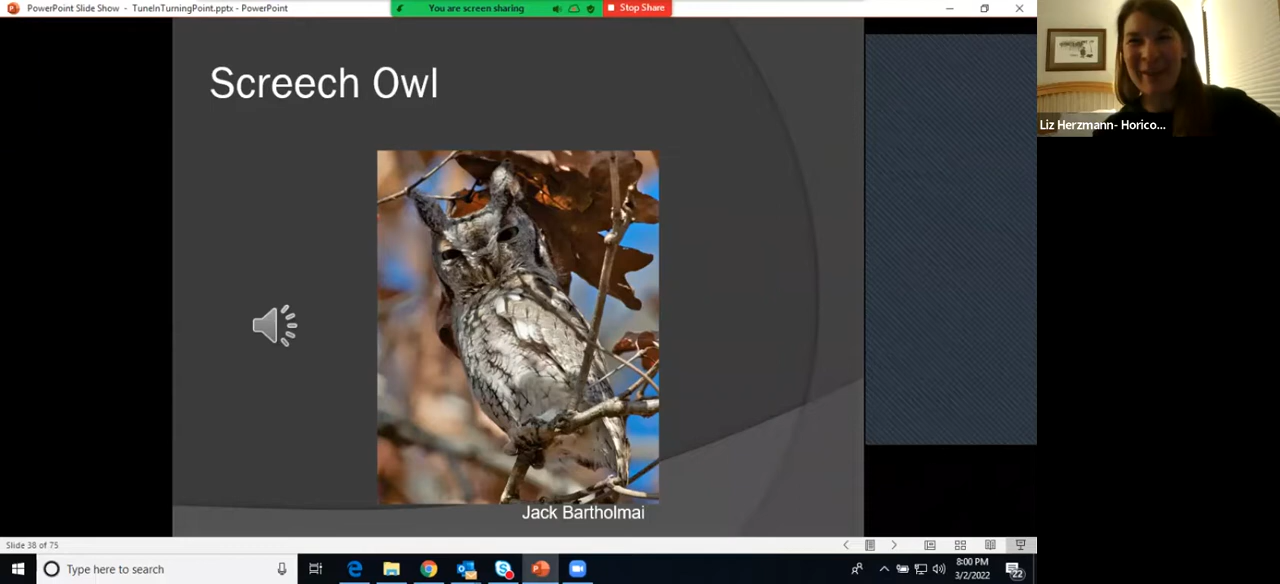 PowerPoint Slide Show - TuneInTurningPoint.pptx - PowerPoint
You are screen sharing
Stop Share
Screech Owl
Liz Herzmann- Horico...
Jack Bartholmai
Slide 38 of 75
Type here to search
8:00 PM
3/2/2022
22